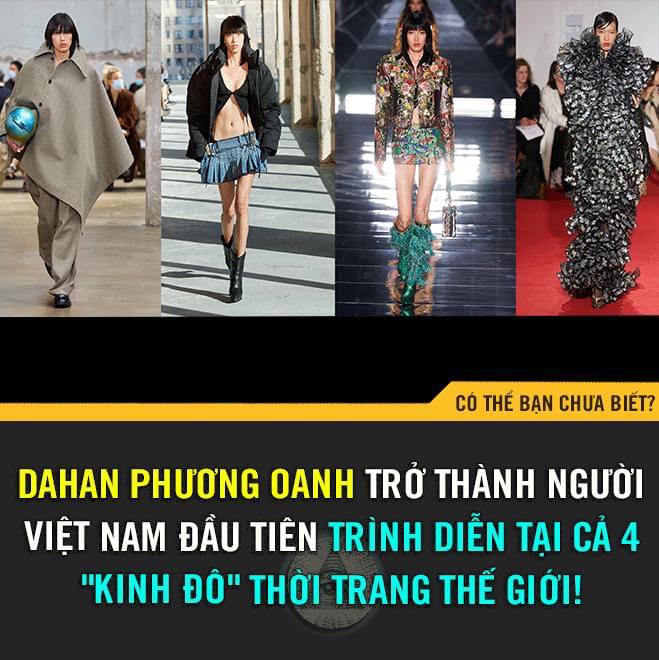 CÓ THỂ BẠN CHƯA BIẾT?
DAHAN PHƯƠNG OANH TRỞ THÀNH NGƯỜI
VIỆT NAM ĐẦU TIÊN TRÌNH DIỄN TẠI CẢ 4
"KINH ĐÔ" THỜI TRANG THẾ GIỚI!